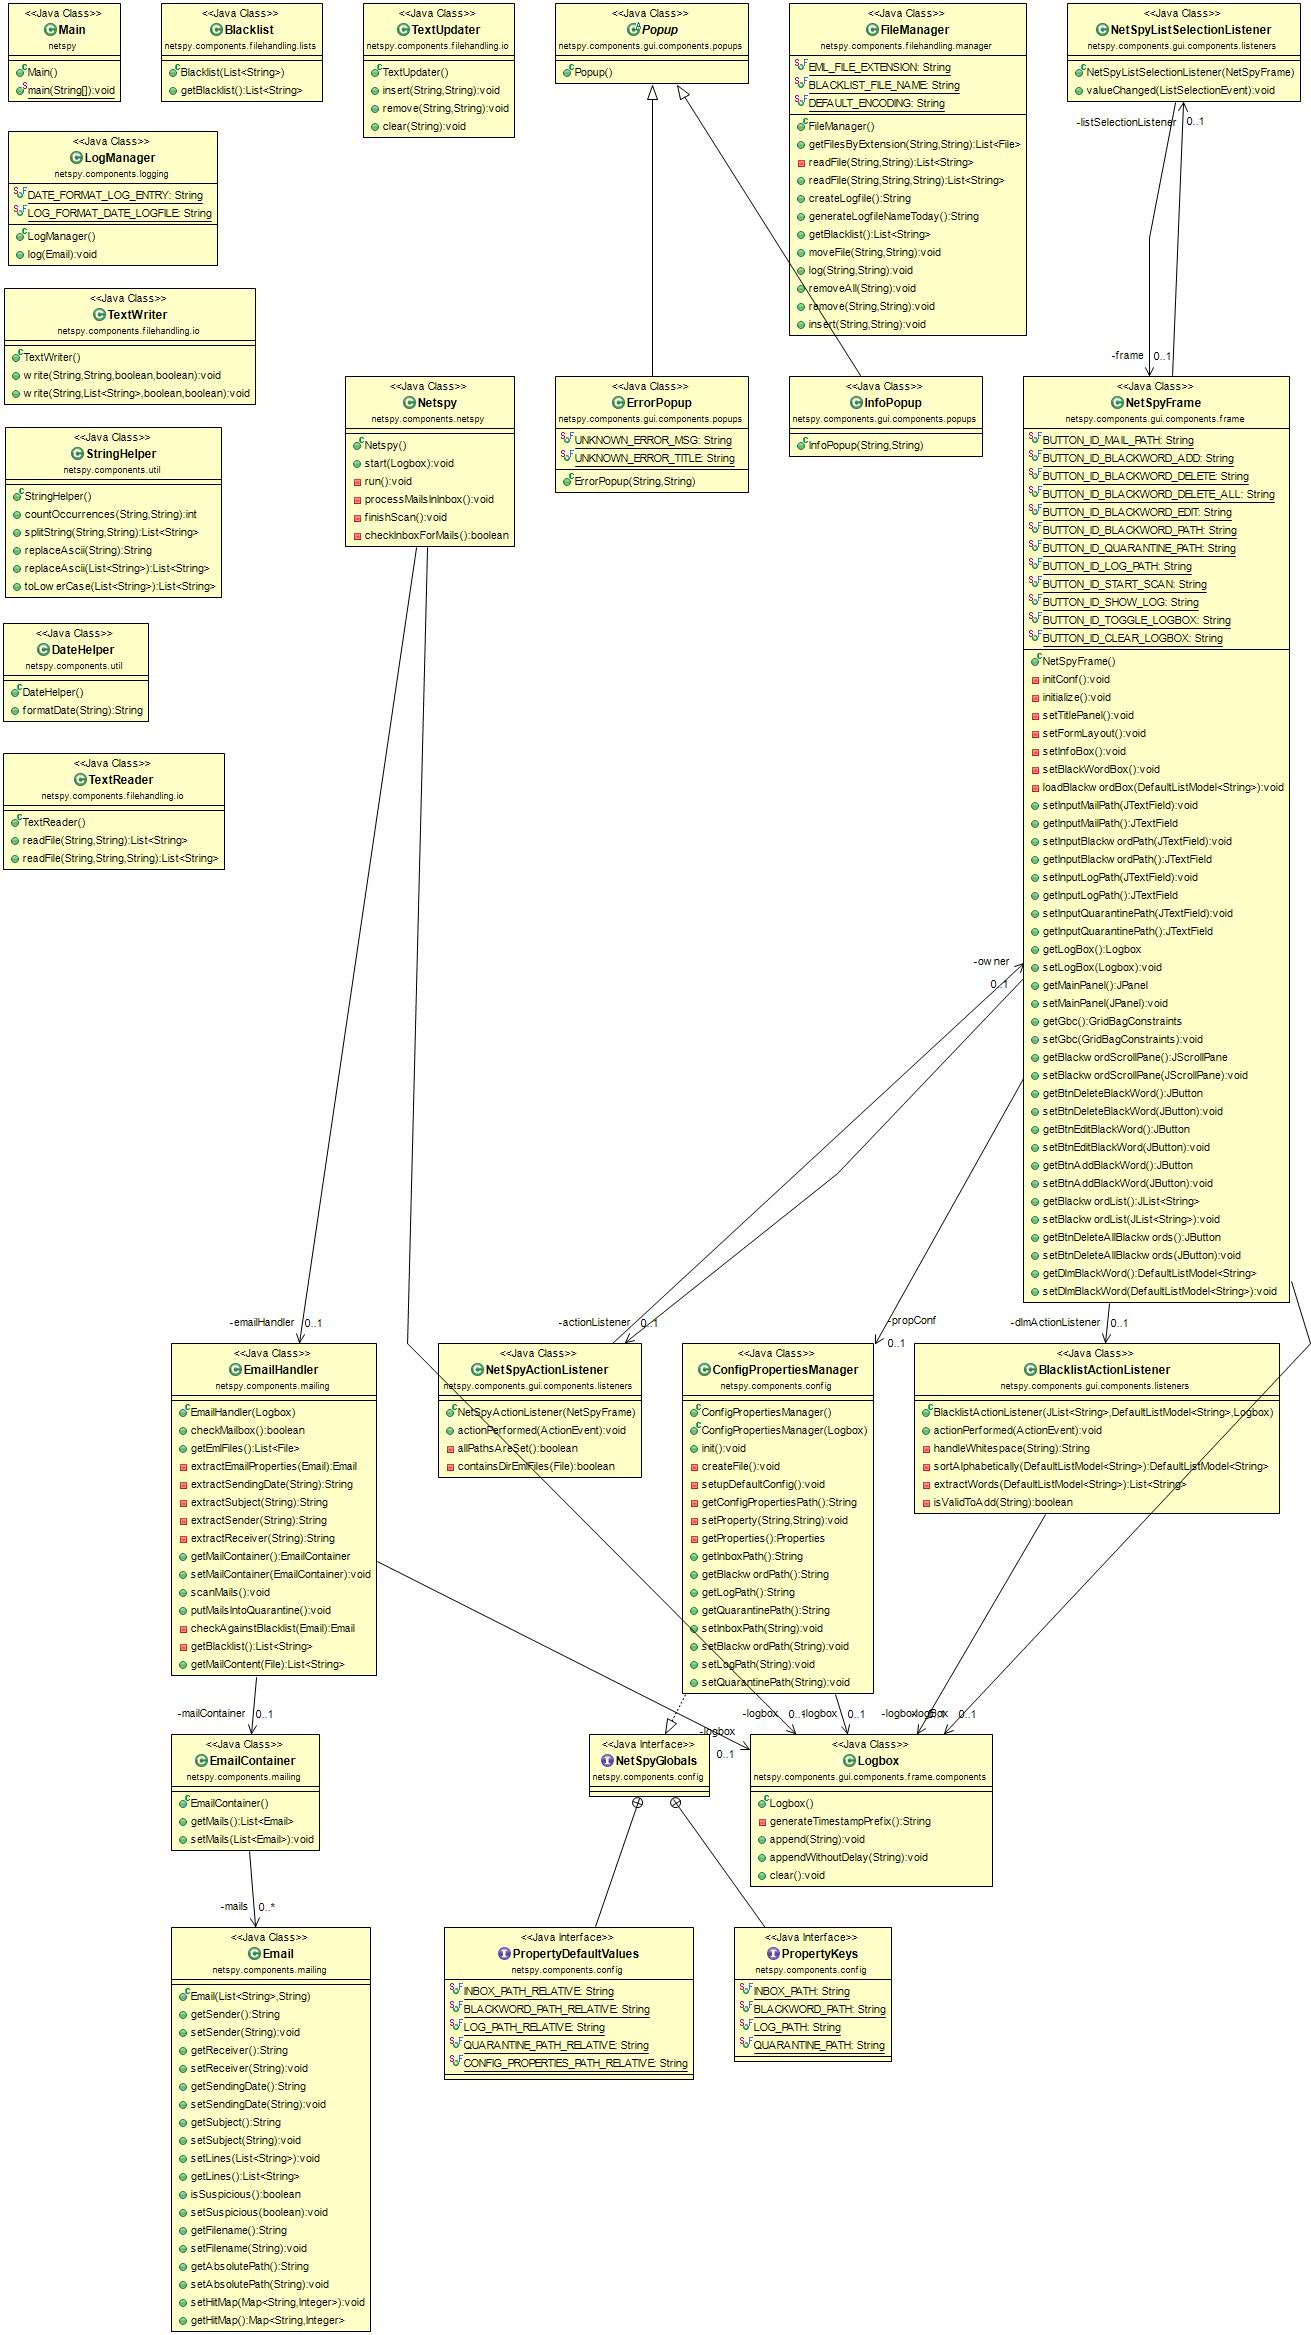 <<Java Class>>
Main
netspy
Main()
main(String[]):void
<<Java Class>>
Blacklist
netspy.components.filehandling.lists
Blacklist(List<String>)
getBlacklist():List<String>
<<Java Class>>
TextUpdater
netspy.components.filehandling.io
TextUpdater()
insert(String,String):void
remove(String,String):void
clear(String):void
<<Java Class>>
Popup
netspy.components.gui.components.popups
Popup()
<<Java Class>>
FileManager
netspy.components.filehandling.manager
EML_FILE_EXTENSION: String
BLACKLIST_FILE_NAME: String
DEFAULT_ENCODING: String
FileManager()
getFilesByExtension(String,String):List<File>
readFile(String,String):List<String>
readFile(String,String,String):List<String>
createLogfile():String
generateLogfileNameToday():String
getBlacklist():List<String>
moveFile(String,String):void
log(String,String):void
removeAll(String):void
remove(String,String):void
insert(String,String):void
<<Java Class>>
NetSpyListSelectionListener
netspy.components.gui.components.listeners
NetSpyListSelectionListener(NetSpyFrame)
valueChanged(ListSelectionEvent):void
-listSelectionListener 0..1
<<Java Class>>
LogManager
netspy.components.logging
DATE_FORMAT_LOG_ENTRY: String
LOG_FORMAT_DATE_LOGFILE: String
LogManager()
log(Email):void
<<Java Class>>
TextWriter
netspy.components.filehandling.io
TextWriter()
write(String,String,boolean,boolean):void
write(String,List<String>,boolean,boolean):void
<<Java Class>>
StringHelper
netspy.components.util
StringHelper()
countOccurrences(String,String):int
splitString(String,String):List<String>
replaceAscii(String):String
replaceAscii(List<String>):List<String>
toLowerCase(List<String>):List<String>
<<Java Class>>
DateHelper
netspy.components.util
DateHelper()
formatDate(String):String
<<Java Class>>
TextReader
netspy.components.filehandling.io
TextReader()
readFile(String,String):List<String>
readFile(String,String,String):List<String>
<<Java Class>>
Netspy
netspy.components.netspy
Netspy()
start(Logbox):void
run():void
processMailsInInbox():void
finishScan():void
checkInboxForMails():boolean
<<Java Class>>
ErrorPopup
netspy.components.gui.components.popups
UNKNOWN_ERROR_MSG: String
UNKNOWN_ERROR_TITLE: String
ErrorPopup(String,String)
<<Java Class>>
InfoPopup
netspy.components.gui.components.popups
InfoPopup(String,String)
-frame 0..1
<<Java Class>>
NetSpyFrame
netspy.components.gui.components.frame
BUTTON_ID_MAIL_PATH: String
BUTTON_ID_BLACKWORD_ADD: String
BUTTON_ID_BLACKWORD_DELETE: String
BUTTON_ID_BLACKWORD_DELETE_ALL: String
BUTTON_ID_BLACKWORD_EDIT: String
BUTTON_ID_BLACKWORD_PATH: String
BUTTON_ID_QUARANTINE_PATH: String
BUTTON_ID_LOG_PATH: String
BUTTON_ID_START_SCAN: String
BUTTON_ID_SHOW_LOG: String
BUTTON_ID_TOGGLE_LOGBOX: String
BUTTON_ID_CLEAR_LOGBOX: String
NetSpyFrame()
initConf():void
initialize():void
setTitlePanel():void
setFormLayout():void
setInfoBox():void
setBlackWordBox():void
loadBlackwordBox(DefaultListModel<String>):void
setInputMailPath(JTextField):void
getInputMailPath():JTextField
setInputBlackwordPath(JTextField):void
getInputBlackwordPath():JTextField
setInputLogPath(JTextField):void
getInputLogPath():JTextField
setInputQuarantinePath(JTextField):void
getInputQuarantinePath():JTextField
getLogBox():Logbox
setLogBox(Logbox):void
getMainPanel():JPanel
setMainPanel(JPanel):void
getGbc():GridBagConstraints
setGbc(GridBagConstraints):void
getBlackwordScrollPane():JScrollPane
setBlackwordScrollPane(JScrollPane):void
getBtnDeleteBlackWord():JButton
setBtnDeleteBlackWord(JButton):void
getBtnEditBlackWord():JButton
setBtnEditBlackWord(JButton):void
getBtnAddBlackWord():JButton
setBtnAddBlackWord(JButton):void
getBlackwordList():JList<String>
setBlackwordList(JList<String>):void
getBtnDeleteAllBlackwords():JButton
setBtnDeleteAllBlackwords(JButton):void
getDlmBlackWord():DefaultListModel<String>
setDlmBlackWord(DefaultListModel<String>):void
-owner
0..1
-emailHandler 0..1
-actionListener 0..1
-propConf
0..1
-dlmActionListener 0..1
<<Java Class>>
EmailHandler
netspy.components.mailing
EmailHandler(Logbox)
checkMailbox():boolean
getEmlFiles():List<File>
extractEmailProperties(Email):Email
extractSendingDate(String):String
extractSubject(String):String
extractSender(String):String
extractReceiver(String):String
getMailContainer():EmailContainer
setMailContainer(EmailContainer):void
scanMails():void
putMailsIntoQuarantine():void
checkAgainstBlacklist(Email):Email
getBlacklist():List<String>
getMailContent(File):List<String>
<<Java Class>>
NetSpyActionListener
netspy.components.gui.components.listeners
NetSpyActionListener(NetSpyFrame)
actionPerformed(ActionEvent):void
allPathsAreSet():boolean
containsDirEmlFiles(File):boolean
<<Java Class>>
ConfigPropertiesManager
netspy.components.config
ConfigPropertiesManager()
ConfigPropertiesManager(Logbox)
init():void
createFile():void
setupDefaultConfig():void
getConfigPropertiesPath():String
setProperty(String,String):void
getProperties():Properties
getInboxPath():String
getBlackwordPath():String
getLogPath():String
getQuarantinePath():String
setInboxPath(String):void
setBlackwordPath(String):void
setLogPath(String):void
setQuarantinePath(String):void
<<Java Class>>
BlacklistActionListener
netspy.components.gui.components.listeners
BlacklistActionListener(JList<String>,DefaultListModel<String>,Logbox)
actionPerformed(ActionEvent):void
handleWhitespace(String):String
sortAlphabetically(DefaultListModel<String>):DefaultListModel<String>
extractWords(DefaultListModel<String>):List<String>
isValidToAdd(String):boolean
-mailContainer 0..1
-logbox 0..1
-logbox 0..1
-logbox
-logBox 0..1
-logbox
0..1
<<Java Class>>
EmailContainer
netspy.components.mailing
EmailContainer()
getMails():List<Email>
setMails(List<Email>):void
<<Java Interface>>
NetSpyGlobals
netspy.components.config
<<Java Class>>
Logbox
netspy.components.gui.components.frame.components
Logbox()
generateTimestampPrefix():String
append(String):void
appendWithoutDelay(String):void
clear():void
-mails 0..*
<<Java Class>>
Email
netspy.components.mailing
Email(List<String>,String)
getSender():String
setSender(String):void
getReceiver():String
setReceiver(String):void
getSendingDate():String
setSendingDate(String):void
getSubject():String
setSubject(String):void
setLines(List<String>):void
getLines():List<String>
isSuspicious():boolean
setSuspicious(boolean):void
getFilename():String
setFilename(String):void
getAbsolutePath():String
setAbsolutePath(String):void
setHitMap(Map<String,Integer>):void
getHitMap():Map<String,Integer>
<<Java Interface>>
PropertyDefaultValues
netspy.components.config
INBOX_PATH_RELATIVE: String
BLACKWORD_PATH_RELATIVE: String
LOG_PATH_RELATIVE: String
QUARANTINE_PATH_RELATIVE: String
CONFIG_PROPERTIES_PATH_RELATIVE: String
<<Java Interface>>
PropertyKeys
netspy.components.config
INBOX_PATH: String
BLACKWORD_PATH: String
LOG_PATH: String
QUARANTINE_PATH: String